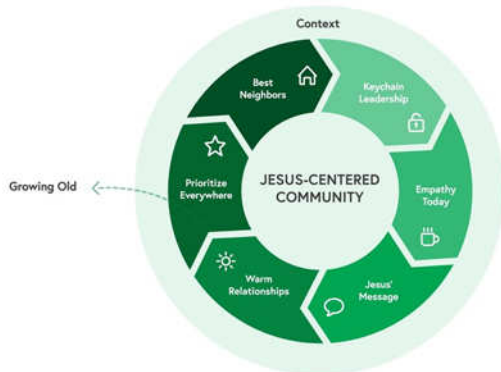 Context
Best
Neighbors
Keychain
Leadership
Growing Old
Prioritize
Everywhere
JESUS-CENTERED
COMMUNITY
Empathy
Today
Warm
Relationships
Jesus'
Message